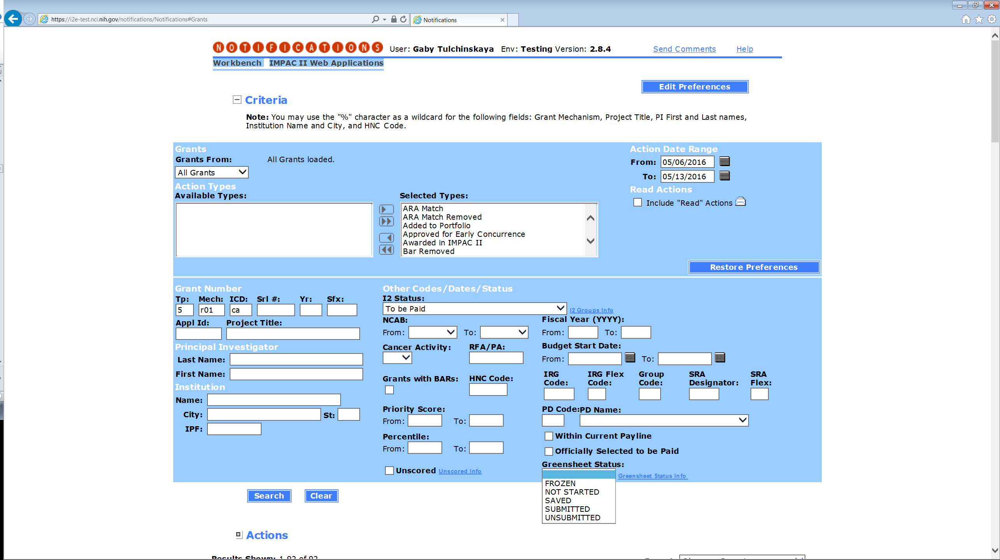 https://i2e-test.nci.nih.gov/notifications/Notifications#Grants
Notifications
NOTIFICATIONS User: Gaby Tulchinskaya Env: Testing Version: 2.8.4 Send Comments Help
Workbench IMPAC II Web Applications
Edit Preferences
Criteria
Note: You may use the "%" character as a wildcard for the following fields: Grant Mechanism, Project Title, PI First and Last names,
Institution Name and City, and HNC Code.
Grants
Grants From: All Grants loaded.
All Grants
Action Date Range
From: 05/06/2016
To: 05/13/2016
Action Types
Available Types: Selected Types:
ARA Match
ARA Match Removed
Added to Portfolio
Approved for Early Concurrence
Awarded in IMPAC II
Bar Removed
Read Actions
Include "Read" Actions
Restore Preferences
Grant Number
Tp: Mech: ICD: Srl #: Yr: Sfx:
5 r01 ca
Appl Id: Project Title:
Principal Investigator
Last Name:
First Name:
Institution
Name:
City: St:
IPF:
Other Codes/Dates/Status
I2 Status:
To be Paid I2 Groups Info
NCAB: Fiscal Year (YYYY):
From: To: From: To:
Cancer Activity: RFA/PA: Budget Start Date:
From: To:
Grants with BARs: HNC Code:
IRG Code: IRG Flex Code: Group Code: SRA Designator: SRA Flex:
Priority Score: PD Code: PD Name:
From: To:
Within Current Payline
Percentile:
From: To:
Officially Selected to be Paid
Unscored Unscored Info
Greensheet Status:
Greensheet Status Info
FROZEN
NOT STARTED
SAVED
SUBMITTED
UNSUBMITTED
Search Clear
Actions
Results Shown: 1-92 of 92